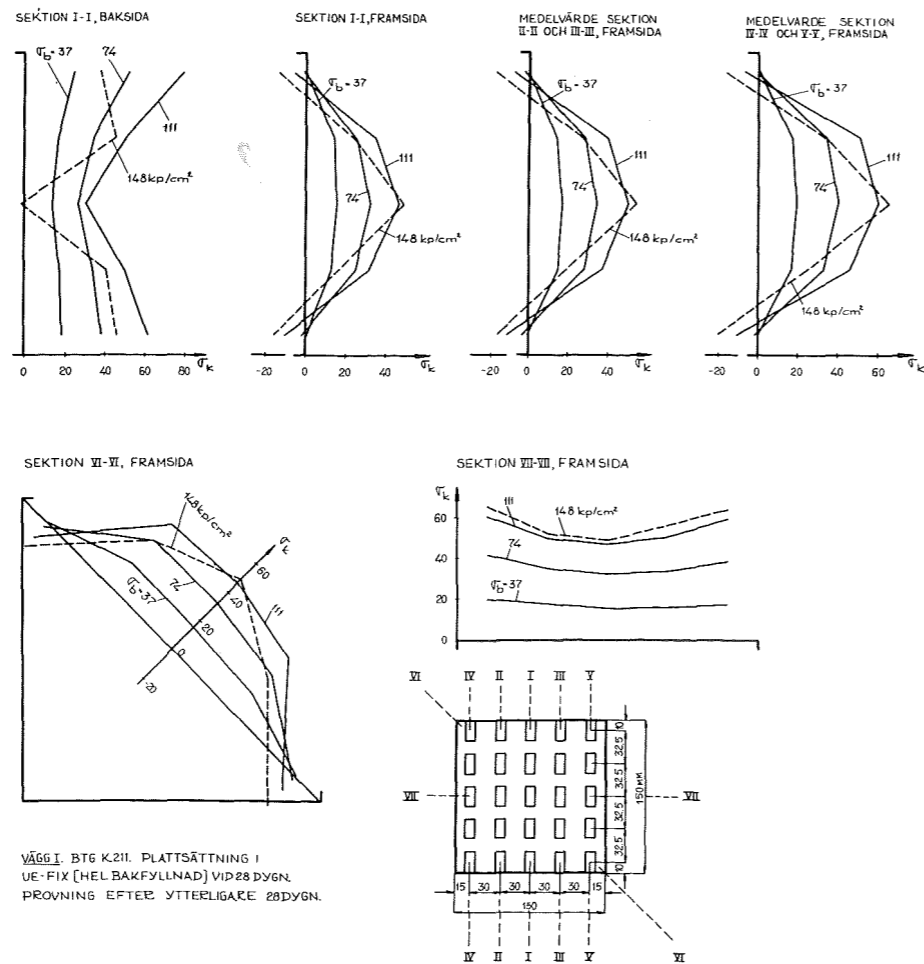 SEKTION I-I, BAKSIDA
σb=37
74
111
148 kp/cm²
0 20 40 60 80
σk
SEKTION I-I, FRAMSIDA
σb=37
111
74
148 kp/cm²
-20 0 20 40
σk
MEDELVÄRDE SEKTION
II-II OCH III-III, FRAMSIDA
σb=37
111
74
148 kp/cm²
-20 0 20 40
σk
MEDELVARDE SEKTION
IV-IV OCH V-V, FRAMSIDA
σb=37
111
74
148 kp/cm²
-20 0 20 40 60
σk
SEKTION VI-VI, FRAMSIDA
148 kp/cm²
σk
60
40
20
0
-20
σb=37
74
111
SEKTION VII-VII, FRAMSIDA
σk
60
40
20
0
111
148 kp/cm²
74
σb=37
VI IV II I III V
VII VII
10
32,5
32,5
32,5
32,5
10
150 MM
15 30 30 30 30 15
150
IV II I III V VI
VÄGG I. BTG K211. PLATTSÄTTNING I
UE-FIX (HEL BAKFYLLNAD) VID 28 DYGN.
PROVNING EFTER YTTERLIGARE 28 DYGN.